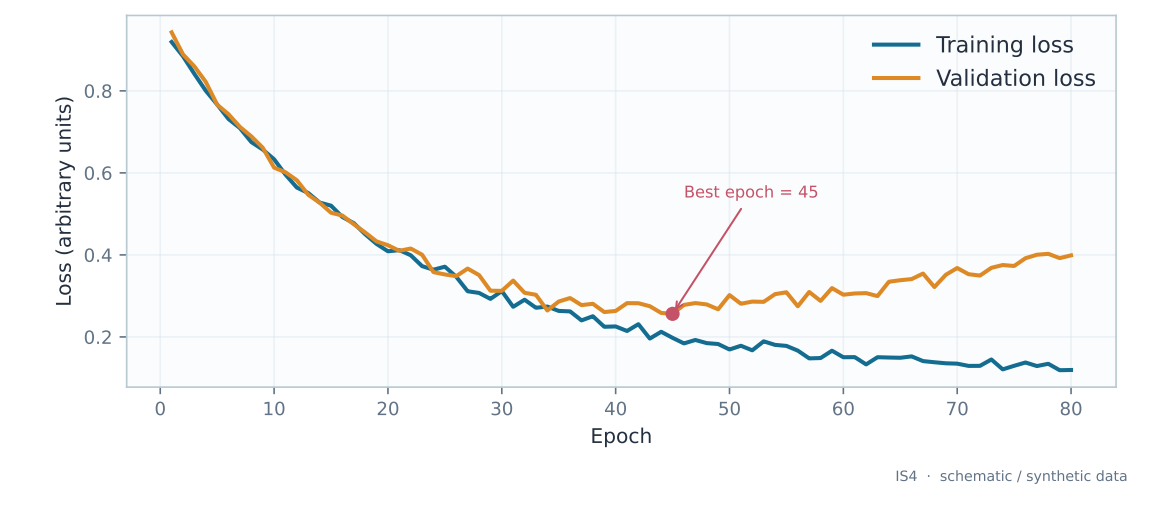 Training loss
Validation loss
Best epoch = 45
Loss (arbitrary units)
0.8
0.6
0.4
0.2
0 10 20 30 40 50 60 70 80
Epoch
IS4 · schematic / synthetic data